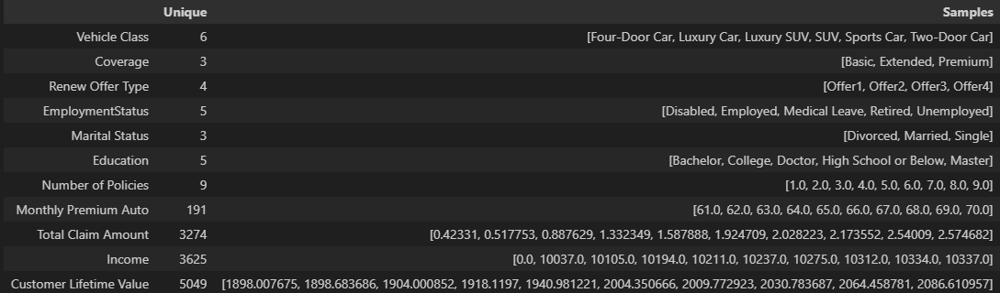 Unique Samples
Vehicle Class 6 [Four-Door Car, Luxury Car, Luxury SUV, SUV, Sports Car, Two-Door Car]
Coverage 3 [Basic, Extended, Premium]
Renew Offer Type 4 [Offer1, Offer2, Offer3, Offer4]
EmploymentStatus 5 [Disabled, Employed, Medical Leave, Retired, Unemployed]
Marital Status 3 [Divorced, Married, Single]
Education 5 [Bachelor, College, Doctor, High School or Below, Master]
Number of Policies 9 [1.0, 2.0, 3.0, 4.0, 5.0, 6.0, 7.0, 8.0, 9.0]
Monthly Premium Auto 191 [61.0, 62.0, 63.0, 64.0, 65.0, 66.0, 67.0, 68.0, 69.0, 70.0]
Total Claim Amount 3274 [0.42331, 0.517753, 0.887629, 1.332349, 1.587888, 1.924709, 2.028223, 2.173552, 2.54009, 2.574682]
Income 3625 [0.0, 10037.0, 10105.0, 10194.0, 10211.0, 10237.0, 10275.0, 10312.0, 10334.0, 10337.0]
Customer Lifetime Value 5049 [1898.007675, 1898.683686, 1904.000852, 1918.1197, 1940.981221, 2004.350666, 2009.772923, 2030.783687, 2064.458781, 2086.610957]